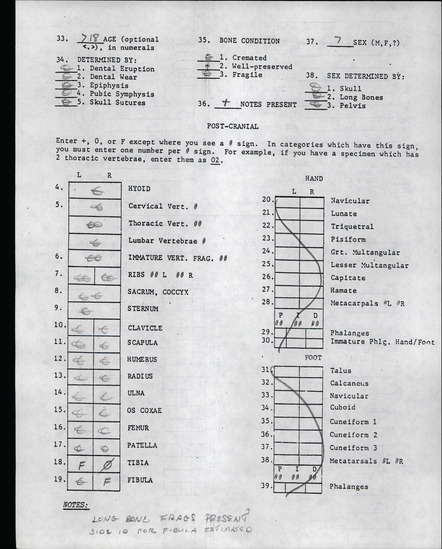 33. >18 AGE (optional
<,>), in numerals
34. DETERMINED BY:
1. Dental Eruption
2. Dental Wear
3. Epiphysis
4. Pubic Symphysis
5. Skull Sutures
35. BONE CONDITION
1. Cremated
+ 2. Well-preserved
3. Fragile
36. + NOTES PRESENT
37. ? SEX (M,F,?)
38. SEX DETERMINED BY:
1. Skull
2. Long Bones
3. Pelvis
POST-CRANIAL
Enter +, O, or F except where you see a # sign. In categories which have this sign,
you must enter one number per # sign. For example, if you have a specimen which has
2 thoracic vertebrae, enter them as 02.
L R
4. HYOID
5. Cervical Vert. #
Thoracic Vert. ##
Lumbar Vertebrae #
6. IMMATURE VERT. FRAG. ##
7. RIBS ## L ## R
8. SACRUM, COCCYX
9. STERNUM
10. CLAVICLE
11. SCAPULA
12. HUMERUS
13. RADIUS
14. ULNA
15. OS COXAE
16. FEMUR
17. PATELLA
18. F Ø TIBIA
19. F FIBULA
HAND
L R
20. Navicular
21. Lunate
22. Triquetral
23. Pisiform
24. Grt. Multangular
25. Lesser Multangular
26. Capitate
27. Hamate
28. Metacarpals #L #R
P I D
## ## ##
29. Phalanges
30. Immature Phlg. Hand/Foot
FOOT
31. Talus
32. Calcaneus
33. Navicular
34. Cuboid
35. Cuneiform 1
36. Cuneiform 2
37. Cuneiform 3
38. Metatarsals #L #R
P I D
## ## ##
39. Phalanges
NOTES:
LONG BONE FRAGS PRESENT
SIDE ID FOR FIBULA ESTIMATED